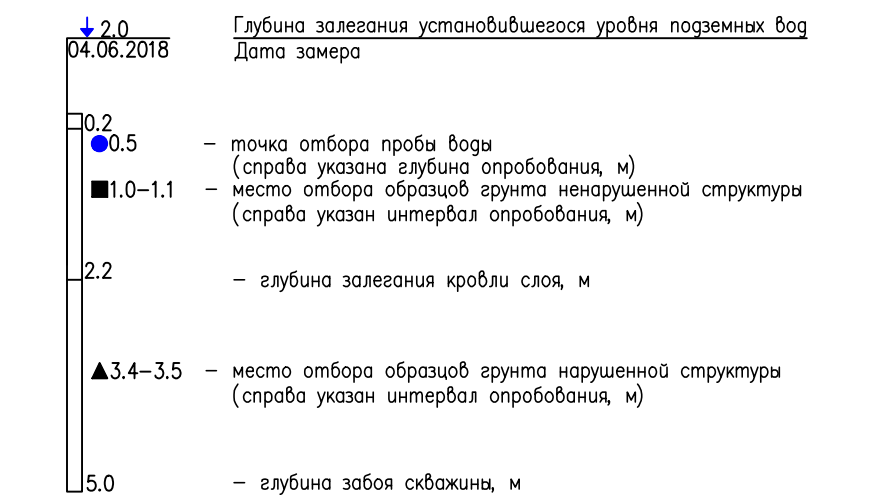 2.0 Глубина залегания установившегося уровня подземных вод
04.06.2018 Дата замера
0.2
0.5 – точка отбора пробы воды
(справа указана глубина опробования, м)
1.0–1.1 – место отбора образцов грунта ненарушенной структуры
(справа указан интервал опробования, м)
2.2 – глубина залегания кровли слоя, м
3.4–3.5 – место отбора образцов грунта нарушенной структуры
(справа указан интервал опробования, м)
5.0 – глубина забоя скважины, м